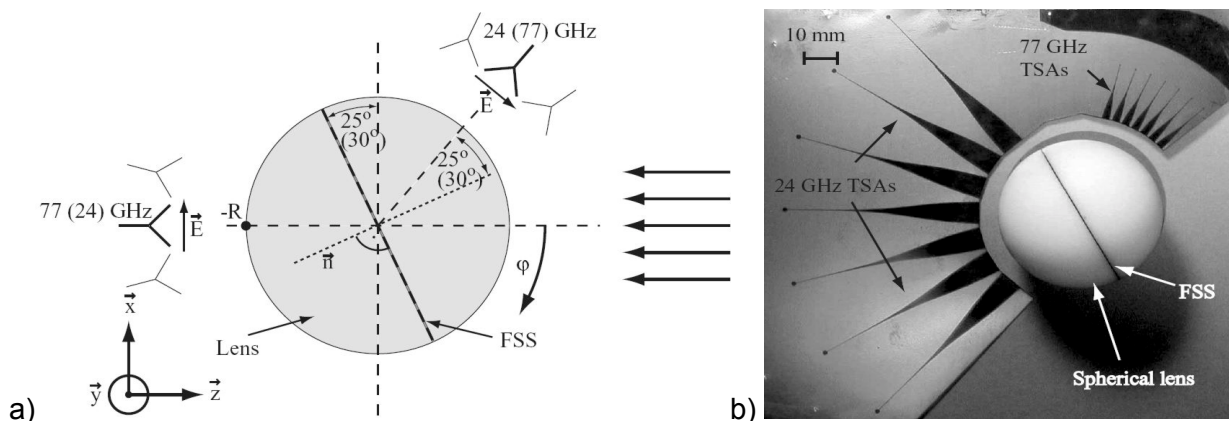 24 (77) GHz
E
25°
(30°)
25°
(30°)
77 (24) GHz
-R
E
n
φ
x
Lens
FSS
y
z
a)
10 mm
77 GHz
TSAs
24 GHz TSAs
FSS
Spherical lens
b)